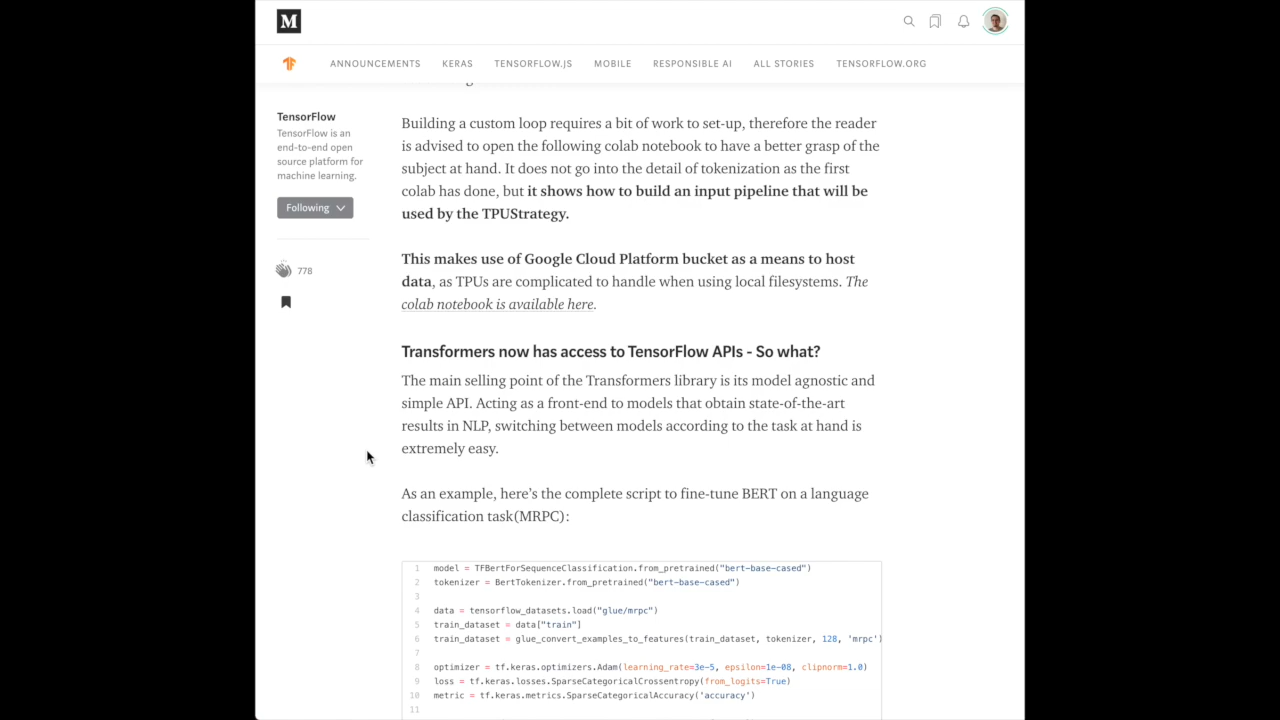 M
ANNOUNCEMENTS KERAS TENSORFLOW.JS MOBILE RESPONSIBLE AI ALL STORIES TENSORFLOW.ORG
TensorFlow
TensorFlow is an
end-to-end open
source platform for
machine learning.
Following
778
Building a custom loop requires a bit of work to set-up, therefore the reader
is advised to open the following colab notebook to have a better grasp of the
subject at hand. It does not go into the detail of tokenization as the first
colab has done, but it shows how to build an input pipeline that will be
used by the TPUStrategy.
This makes use of Google Cloud Platform bucket as a means to host
data, as TPUs are complicated to handle when using local filesystems. The
colab notebook is available here.
Transformers now has access to TensorFlow APIs - So what?
The main selling point of the Transformers library is its model agnostic and
simple API. Acting as a front-end to models that obtain state-of-the-art
results in NLP, switching between models according to the task at hand is
extremely easy.
As an example, here’s the complete script to fine-tune BERT on a language
classification task(MRPC):
1 model = TFBertForSequenceClassification.from_pretrained("bert-base-cased")
2 tokenizer = BertTokenizer.from_pretrained("bert-base-cased")
3
4 data = tensorflow_datasets.load("glue/mrpc")
5 train_dataset = data["train"]
6 train_dataset = glue_convert_examples_to_features(train_dataset, tokenizer, 128, 'mrpc')
7
8 optimizer = tf.keras.optimizers.Adam(learning_rate=3e-5, epsilon=1e-08, clipnorm=1.0)
9 loss = tf.keras.losses.SparseCategoricalCrossentropy(from_logits=True)
10 metric = tf.keras.metrics.SparseCategoricalAccuracy('accuracy')
11